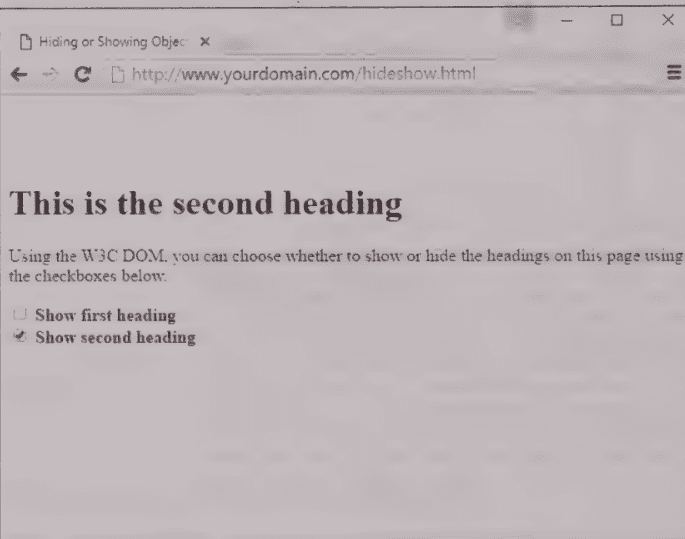 Hiding or Showing Objec
http://www.yourdomain.com/hideshow.html
This is the second heading
Using the W3C DOM, you can choose whether to show or hide the headings on this page using
the checkboxes below.
Show first heading
Show second heading